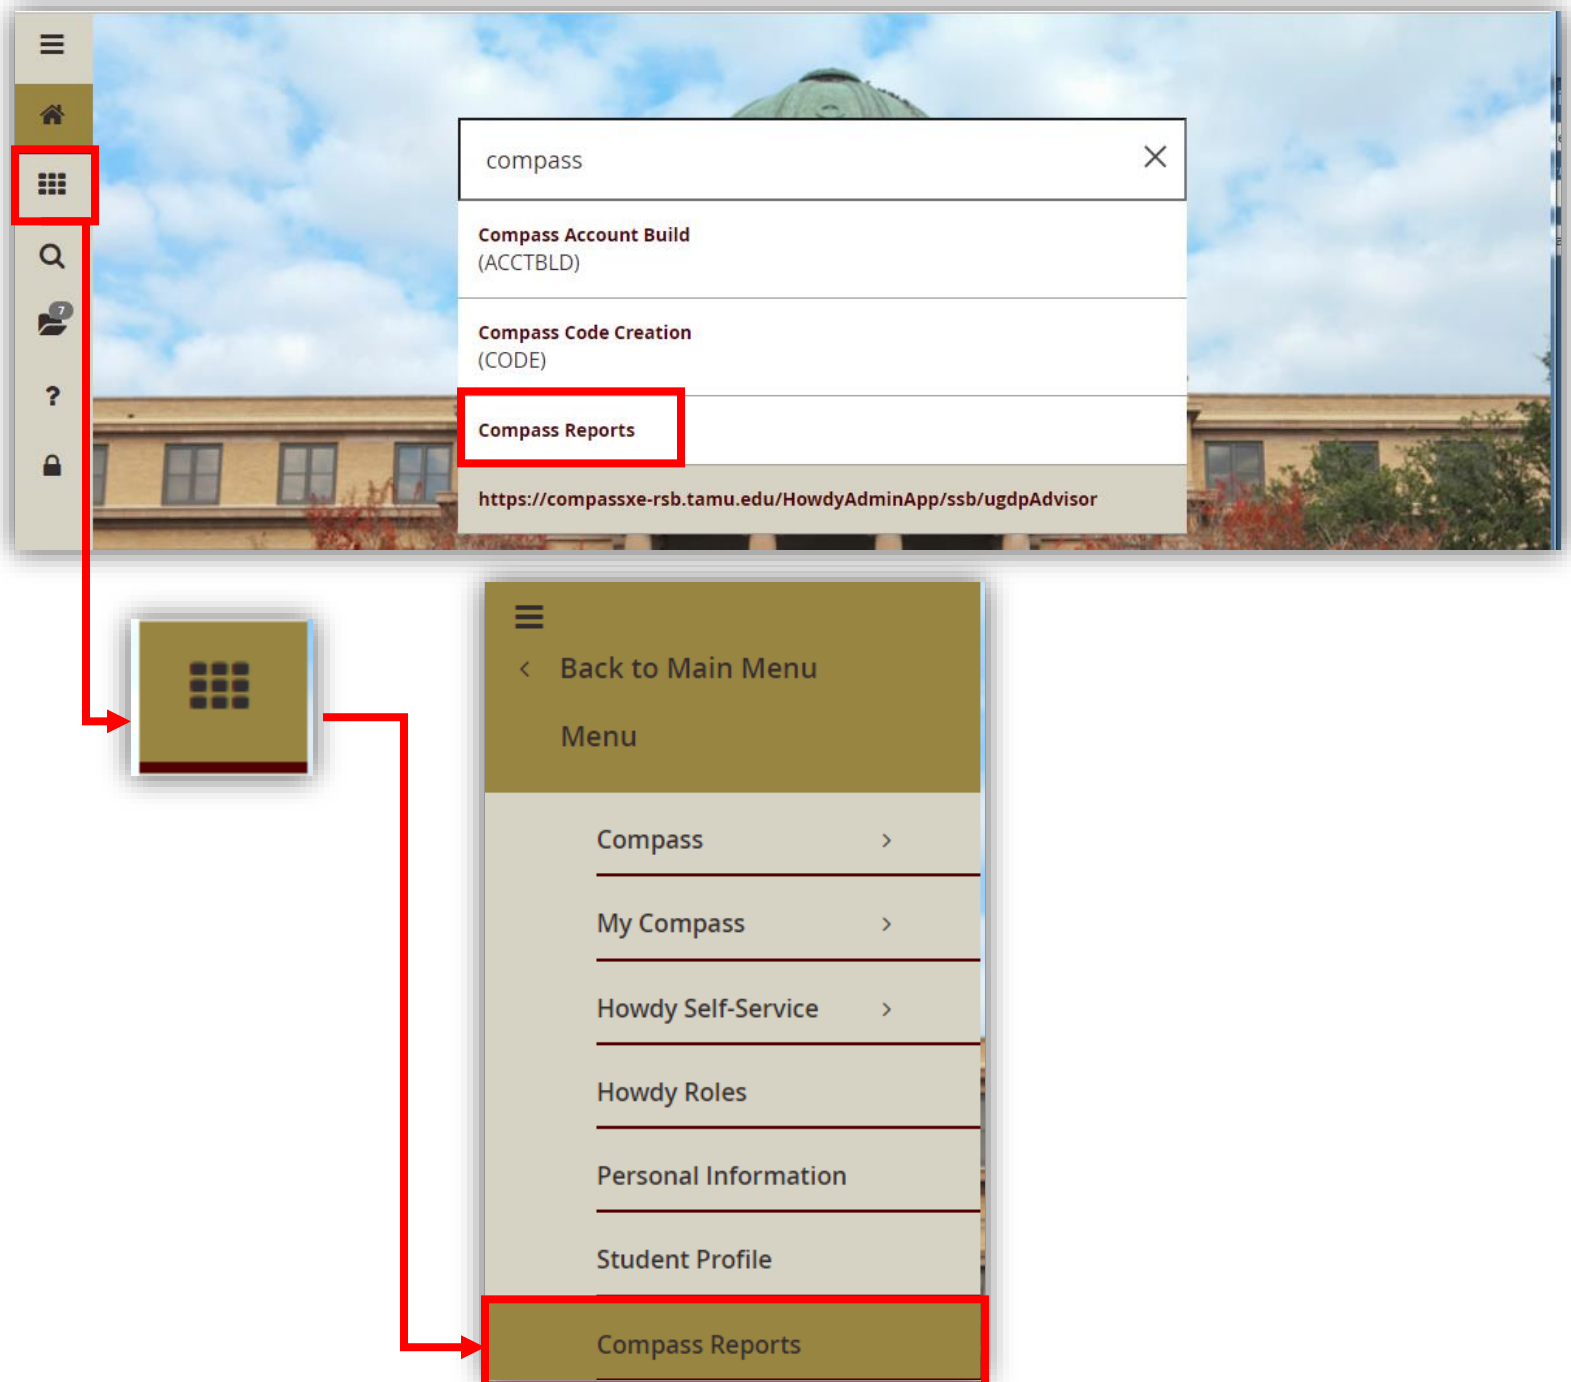 compass
Compass Account Build
(ACCTBLD)
Compass Code Creation
(CODE)
Compass Reports
https://compassxe-rsb.tamu.edu/HowdyAdminApp/ssb/ugdpAdvisor
7
?
Back to Main Menu
Menu
Compass
My Compass
Howdy Self-Service
Howdy Roles
Personal Information
Student Profile
Compass Reports